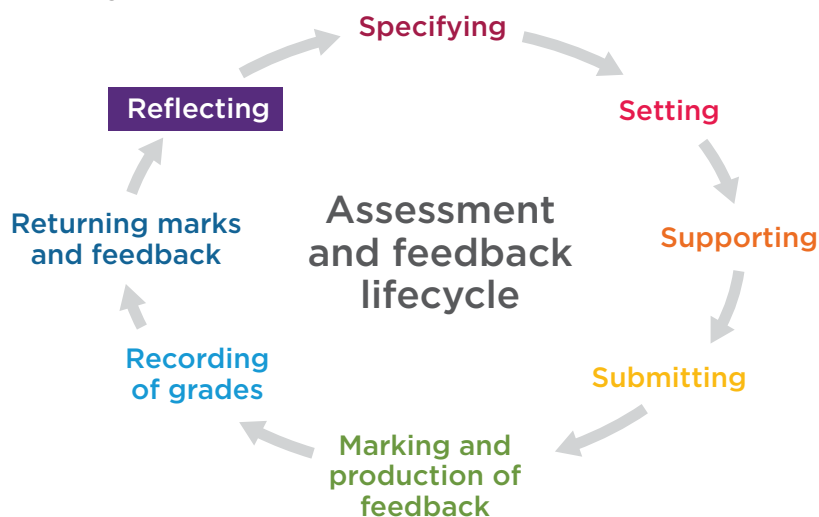 Specifying
Setting
Supporting
Submitting
Marking and
production of
feedback
Recording
of grades
Returning marks
and feedback
Reflecting
Assessment
and feedback
lifecycle